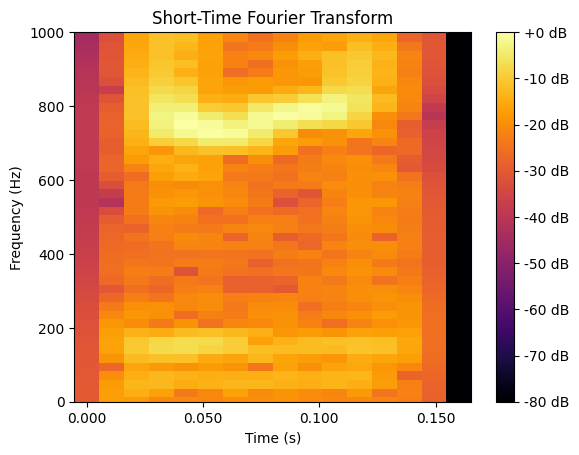 Short-Time Fourier Transform
1000
800
600
400
200
0
Frequency (Hz)
0.000
0.050
0.100
0.150
Time (s)
+0 dB
-10 dB
-20 dB
-30 dB
-40 dB
-50 dB
-60 dB
-70 dB
-80 dB